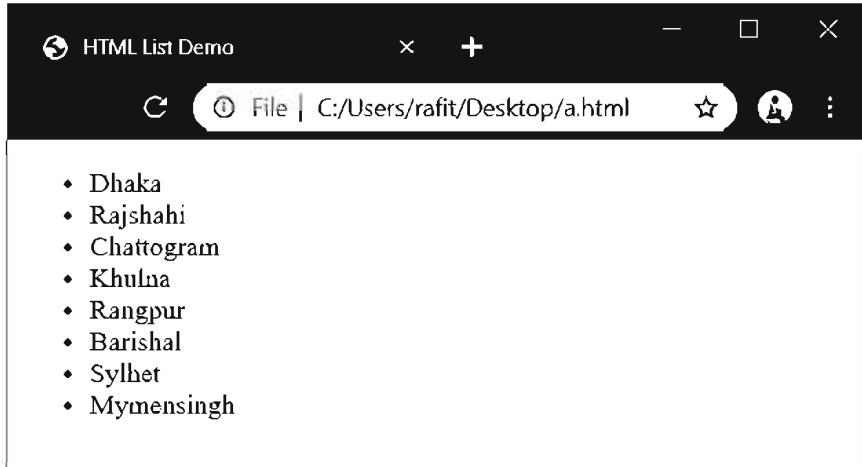 HTML List Demo
File | C:/Users/rafit/Desktop/a.html
• Dhaka
• Rajshahi
• Chattogram
• Khulna
• Rangpur
• Barishal
• Sylhet
• Mymensingh